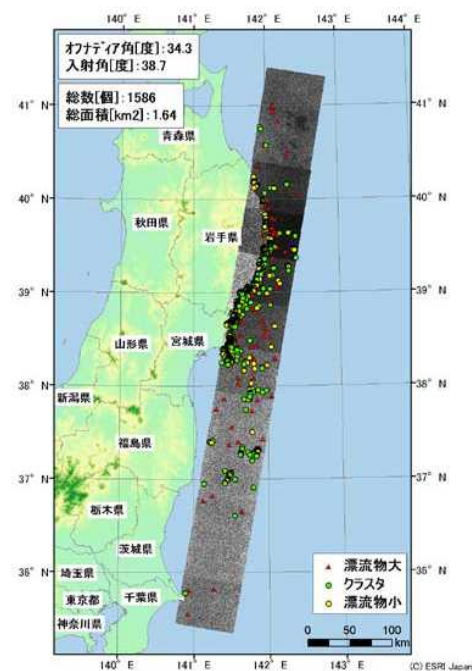 140° E 141° E 142° E 143° E 144° E
オフナディア角[度]:34.3
入射角[度]:38.7
総数[個]:1586
総面積[km2]:1.64
41° N 41° N
青森県
40° N 40° N
秋田県
岩手県
39° N 39° N
山形県
宮城県
38° N 38° N
新潟県
福島県
37° N 37° N
栃木県
茨城県
36° N 36° N
埼玉県
東京都
千葉県
神奈川県
漂流物大
クラスタ
漂流物小
0 50 100
km
140° E 141° E 142° E 143° E
(C) ESRI Japan